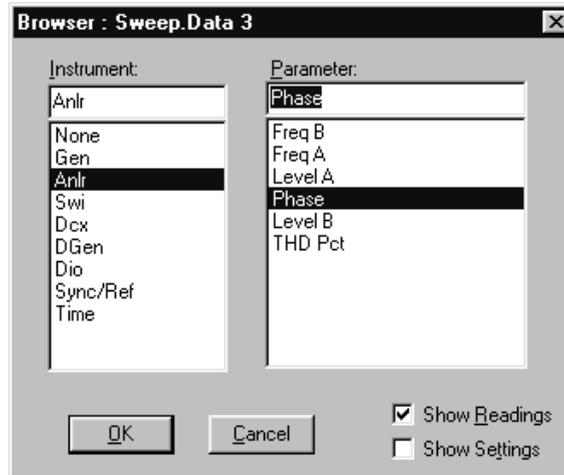 Browser : Sweep.Data 3
Instrument:
Anlr
None
Gen
Anlr
Swi
Dcx
DGen
Dio
Sync/Ref
Time
Parameter:
Phase
Freq B
Freq A
Level A
Phase
Level B
THD Pct
OK
Cancel
Show Readings
Show Settings